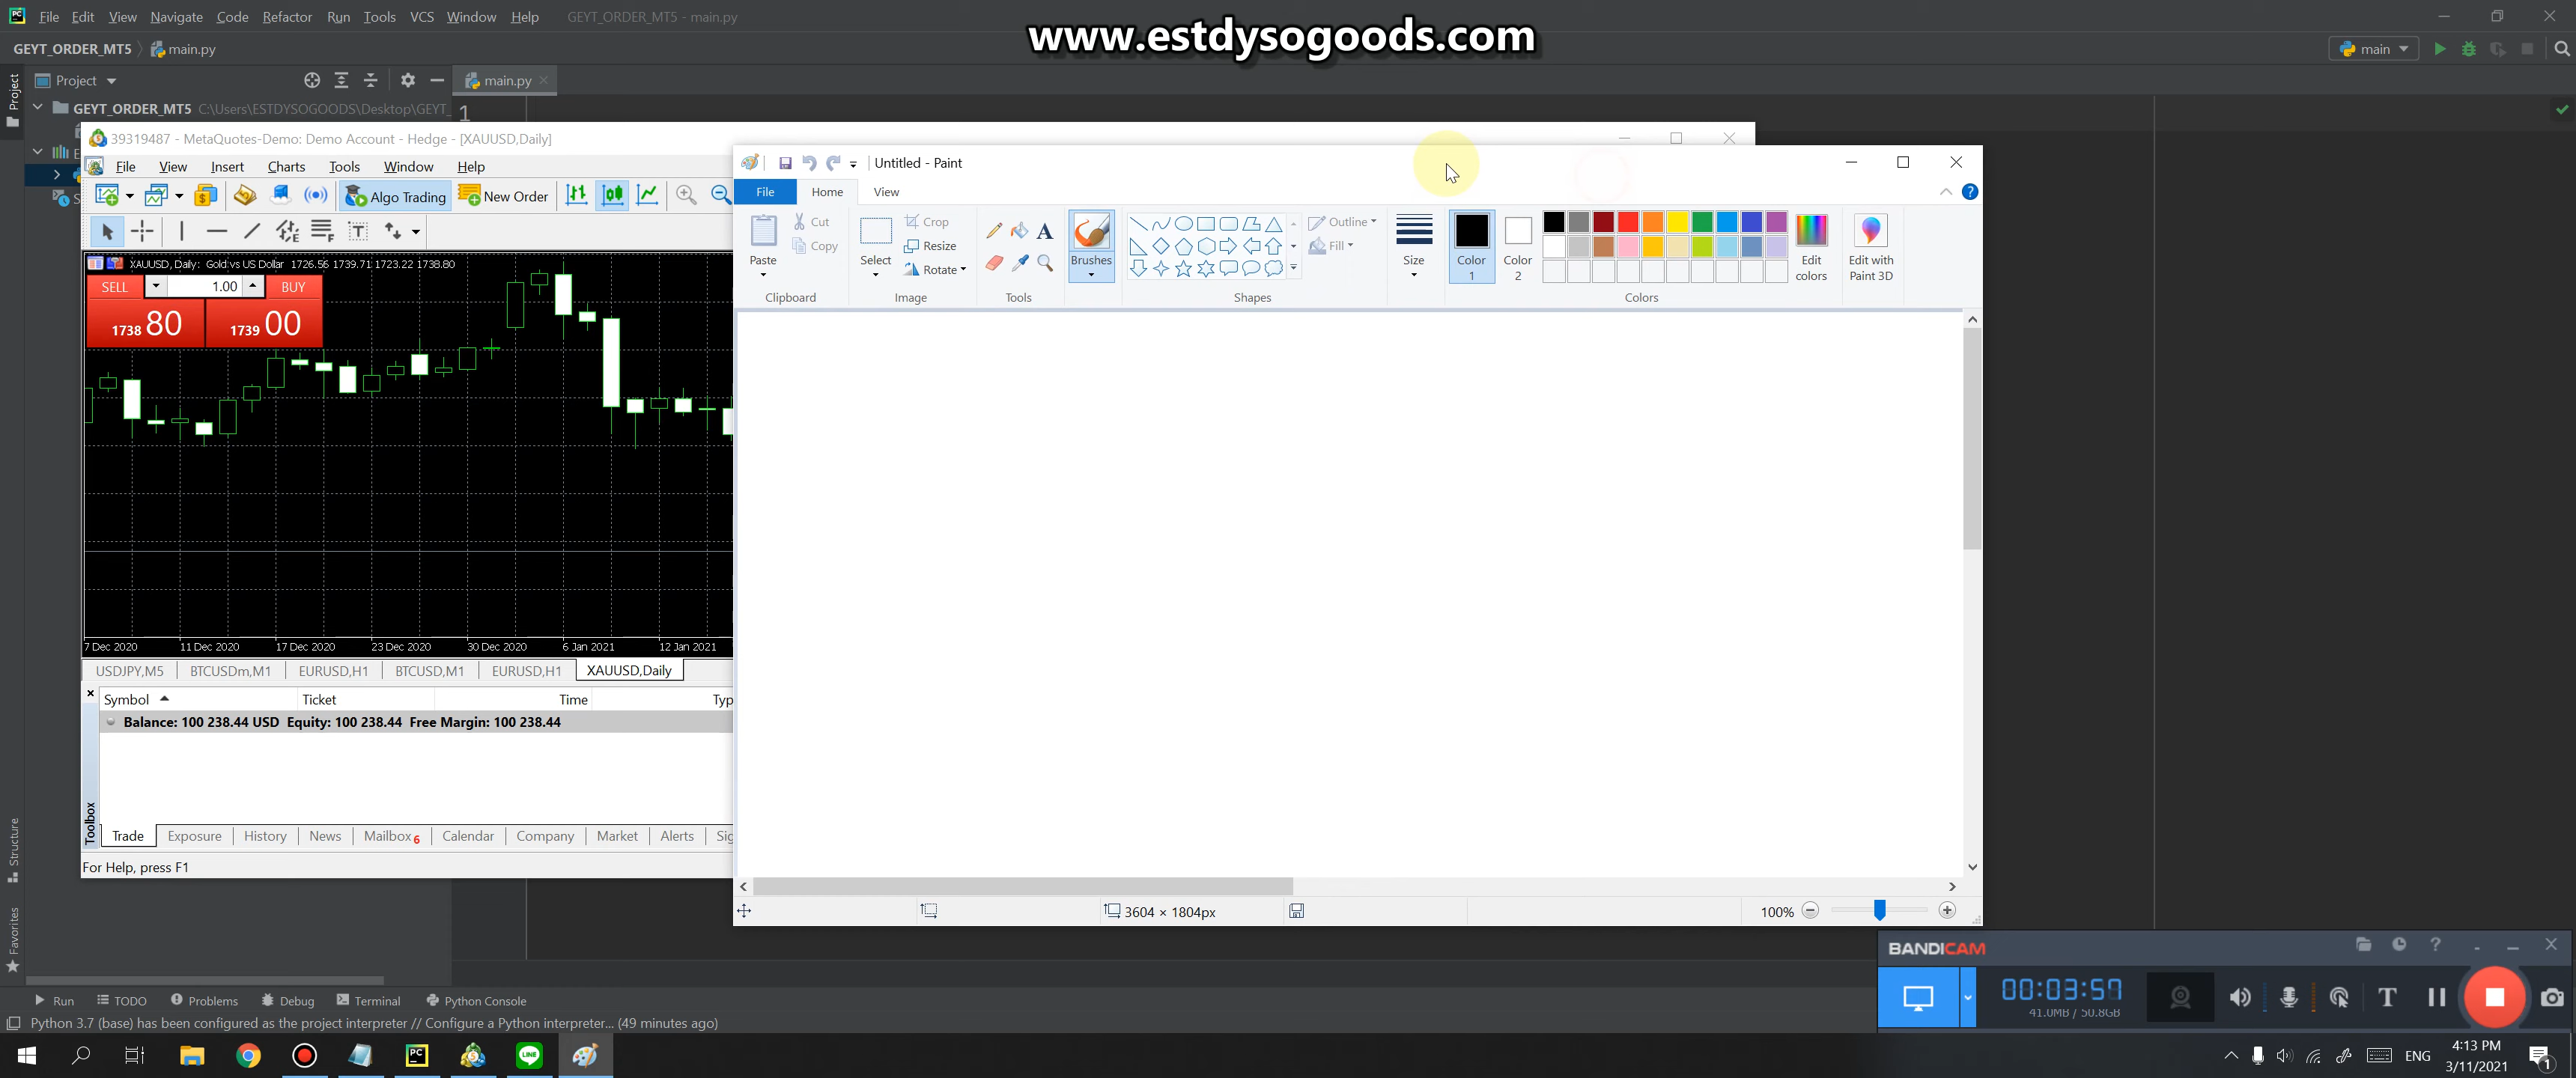 File Edit View Navigate Code Refactor Run Tools VCS Window Help GEYT_ORDER_MT5 - main.py
www.estdysogoods.com
GEYT_ORDER_MT5 main.py
main
Project
Project
main.py
GEYT_ORDER_MT5 C:\Users\ESTDYSOGOODS\Desktop\GEYT_
1
39319487 - MetaQuotes-Demo: Demo Account - Hedge - [XAUUSD,Daily]
File View Insert Charts Tools Window Help
Algo Trading New Order
XAUUSD, Daily: Gold vs US Dollar 1726.56 1739.71 1723.22 1738.80
SELL 1.00 BUY
1738 80 1739 00
7 Dec 2020 11 Dec 2020 17 Dec 2020 23 Dec 2020 30 Dec 2020 6 Jan 2021 12 Jan 2021
USDJPY,M5 BTCUSDm,M1 EURUSD,H1 BTCUSD,M1 EURUSD,H1 XAUUSD,Daily
Symbol Ticket Time Typ
Balance: 100 238.44 USD Equity: 100 238.44 Free Margin: 100 238.44
Toolbox
Trade Exposure History News Mailbox 6 Calendar Company Market Alerts Sig
For Help, press F1
Untitled - Paint
File Home View
Paste Cut Copy
Clipboard
Select Crop Resize Rotate
Image
A
Tools
Brushes
Shapes
Outline
Fill
Size
Color 1
Color 2
Edit colors
Colors
Edit with Paint 3D
3604 × 1804px
100%
Structure
Favorites
Run TODO Problems Debug Terminal Python Console
Python 3.7 (base) has been configured as the project interpreter // Configure a Python interpreter... (49 minutes ago)
BANDICAM
00:03:57
41.0MB / 50.8GB
T
PC
LINE
ENG
4:13 PM
3/11/2021
1